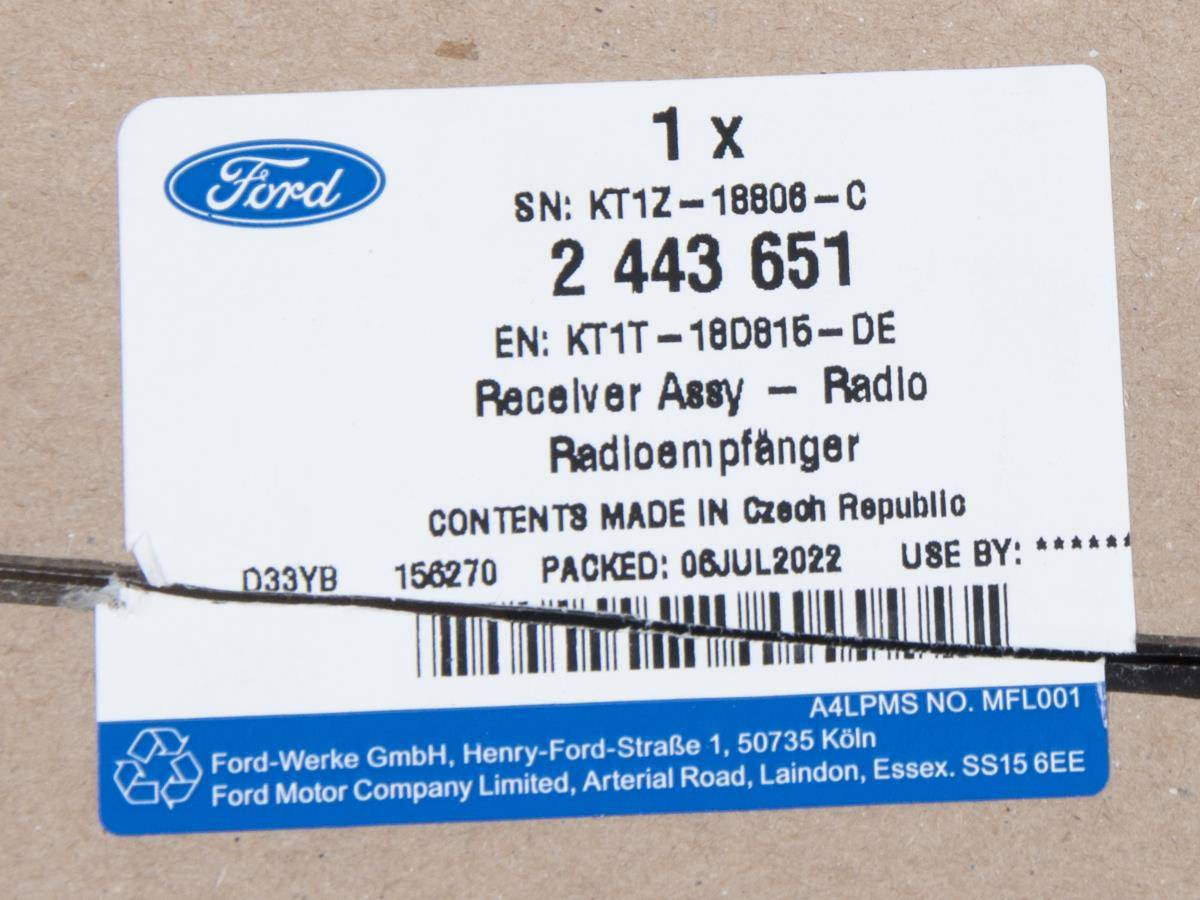 Ford
1 x
SN: KT1Z-18806-C
2 443 651
EN: KT1T-18D815-DE
Receiver Assy - Radio
Radioempfänger
CONTENTS MADE IN Czech Republic
D33YB 156270 PACKED: 06JUL2022 USE BY: ******
A4LPMS NO. MFL001
Ford-Werke GmbH, Henry-Ford-Straße 1, 50735 Köln
Ford Motor Company Limited, Arterial Road, Laindon, Essex. SS15 6EE